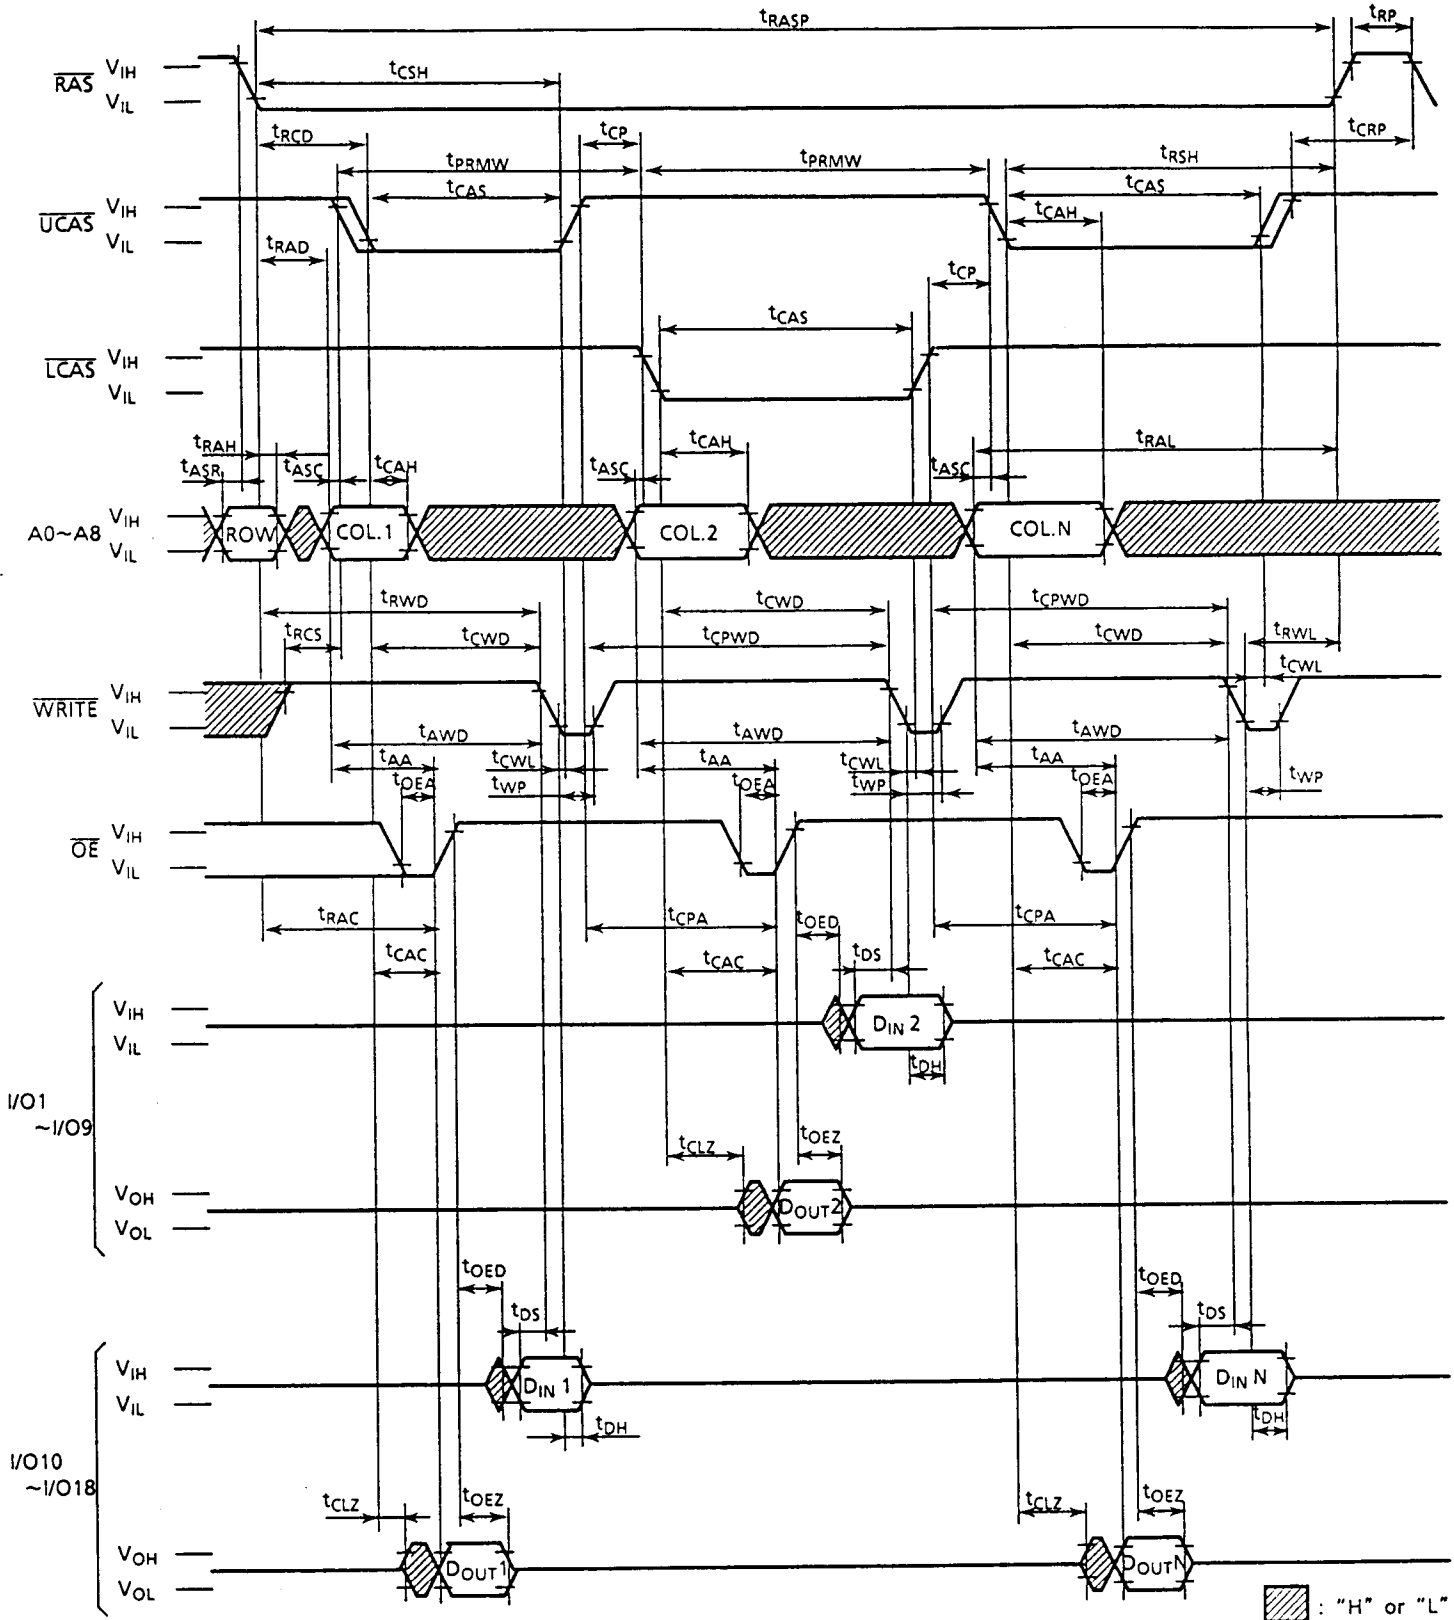 tRASP tRP
RAS VIH
VIL
tCSH
tRCD tCP tCRP
tPRMW tPRMW tRSH
tCAS tCAS
UCAS VIH
VIL
tCAH
tRAD
tCP
tCAS
LCAS VIH
VIL
tRAH tCAH tRAL
tASR tASC tCAH tASC tASC
A0~A8 VIH
VIL
ROW COL.1 COL.2 COL.N
tRWD tCWD tCPWD
tRCS tCWD tCPWD tCWD tRWL
tCWL
WRITE VIH
VIL
tAWD tAWD tAWD
tAA tCWL tAA tCWL tAA
tOEA tWP tOEA tWP tOEA tWP
OE VIH
VIL
tRAC tCPA tOED tCPA
tCAC tCAC tDS tCAC
I/O1
~I/O9
VIH
VIL
DIN 2
tDH
tCLZ tOEZ
VOH
VOL
DOUT2
tOED tOED
tDS tDS
I/O10
~I/O18
VIH
VIL
DIN 1 DIN N
tDH tDH
tCLZ tOEZ tCLZ tOEZ
VOH
VOL
DOUT1 DOUTN
: "H" or "L"